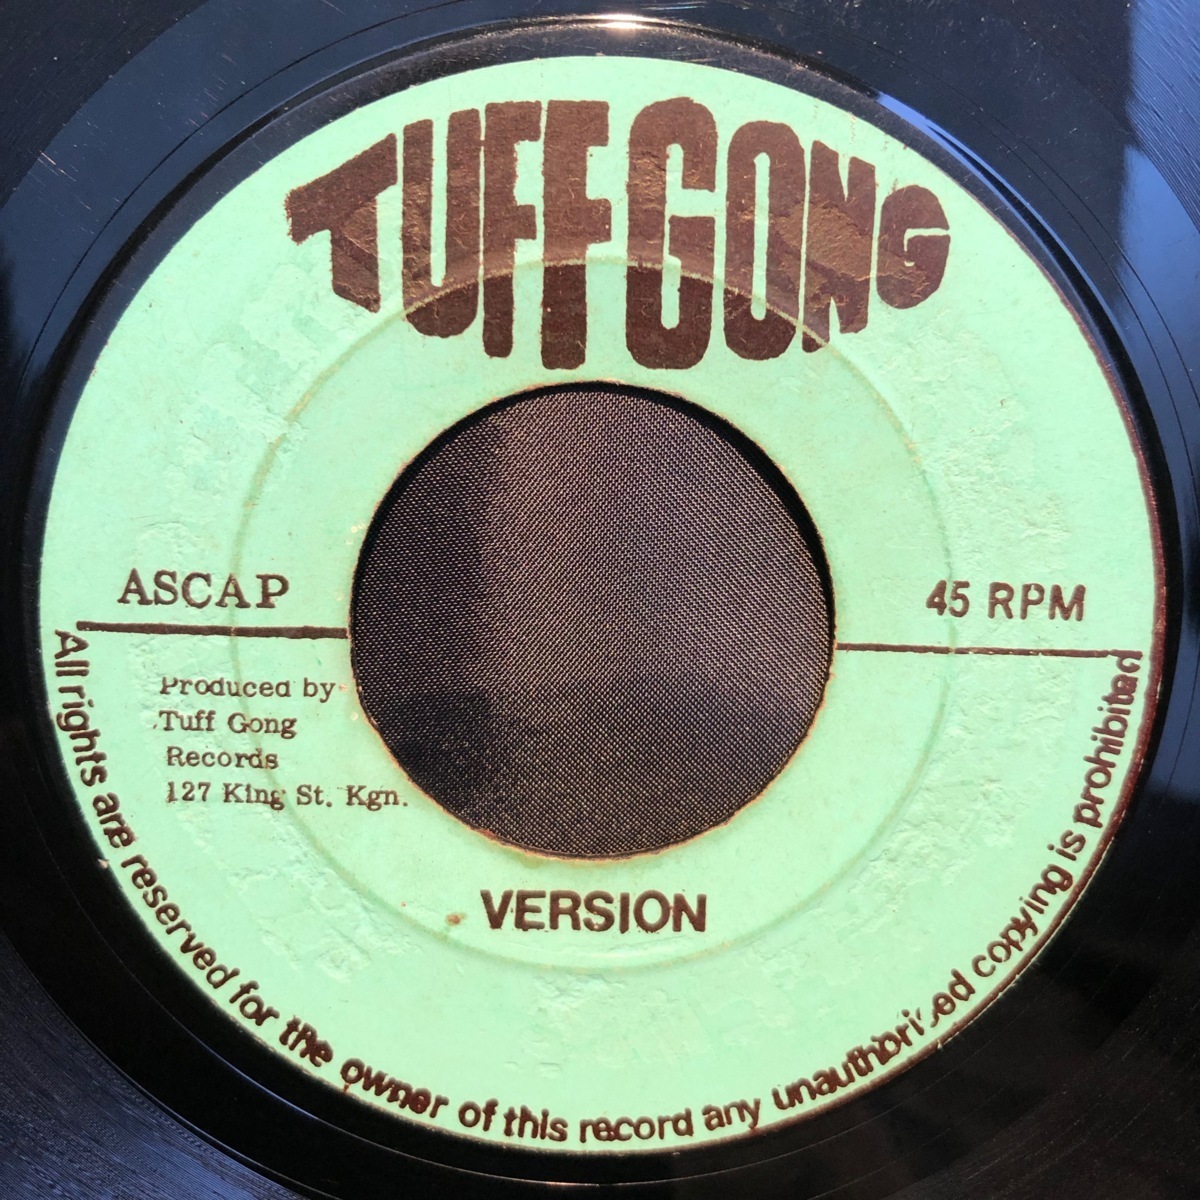 TUFF GONG
ASCAP
45 RPM
Produced by
Tuff Gong
Records
127 King St. Kgn.
VERSION
All rights are reserved for the owner of this record any unauthorised copying is prohibited